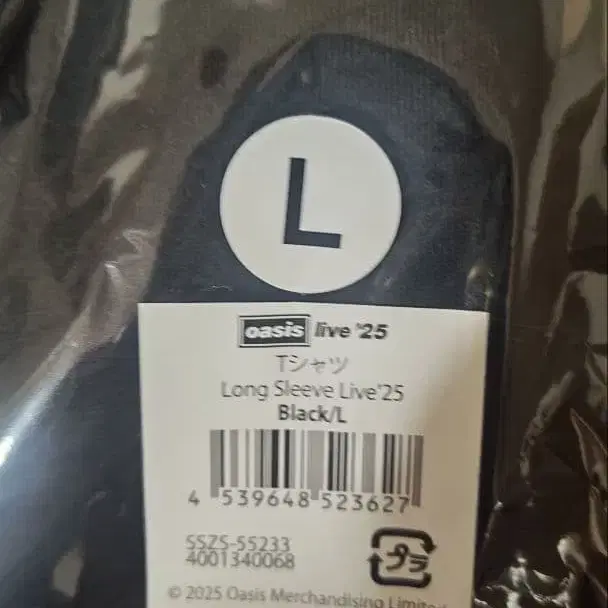 L
oasis live '25
Tシャツ
Long Sleeve Live'25
Black/L
4 539648 523627
SSZS-55233
4001340068
プラ
© 2025 Oasis Merchandising Limited